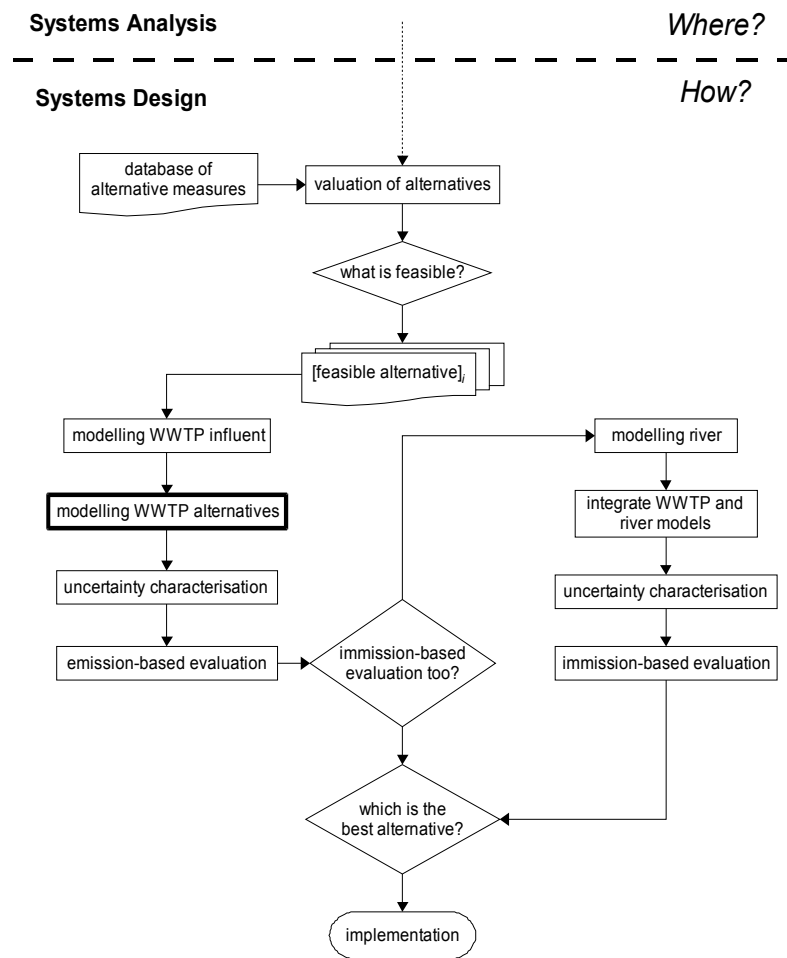 Systems Analysis
Where?
Systems Design
How?
database of
alternative measures
valuation of alternatives
what is feasible?
[feasible alternative]i
modelling WWTP influent
modelling river
modelling WWTP alternatives
integrate WWTP and
river models
uncertainty characterisation
uncertainty characterisation
emission-based evaluation
immission-based
evaluation too?
immission-based evaluation
which is the
best alternative?
implementation